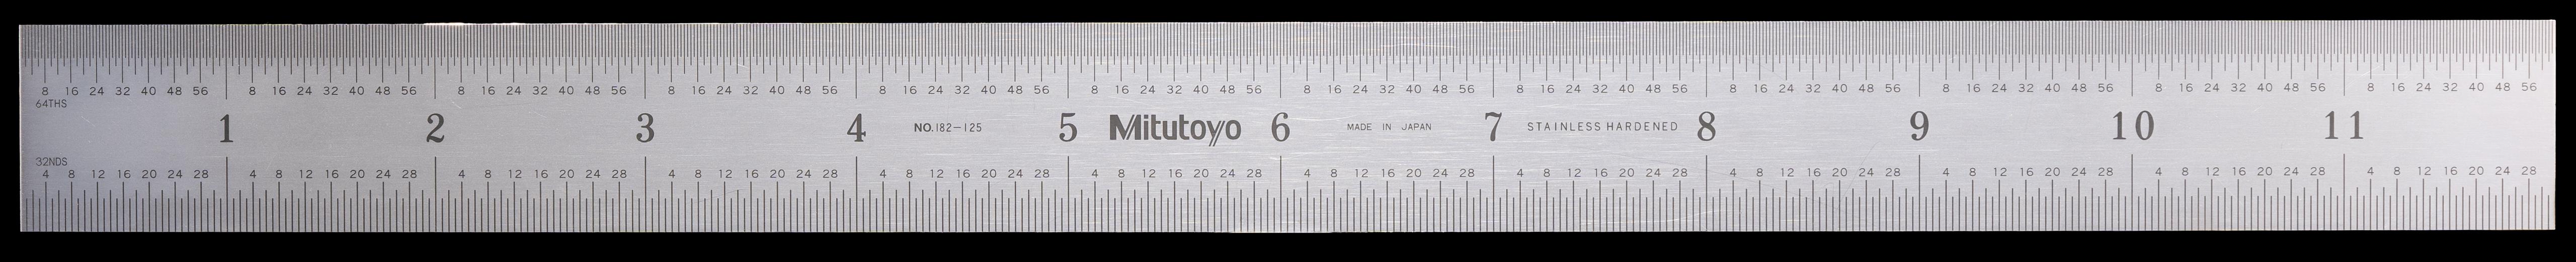 8 16 24 32 40 48 56 8 16 24 32 40 48 56 8 16 24 32 40 48 56 8 16 24 32 40 48 56 8 16 24 32 40 48 56 8 16 24 32 40 48 56 8 16 24 32 40 48 56 8 16 24 32 40 48 56 8 16 24 32 40 48 56 8 16 24 32 40 48 56 8 16 24 32 40 48 56 8 16 24 32 40 48 56
64THS
1 2 3 4 NO.182-125 5 Mitutoyo 6 MADE IN JAPAN 7 STAINLESS HARDENED 8 9 10 11
32NDS
4 8 12 16 20 24 28 4 8 12 16 20 24 28 4 8 12 16 20 24 28 4 8 12 16 20 24 28 4 8 12 16 20 24 28 4 8 12 16 20 24 28 4 8 12 16 20 24 28 4 8 12 16 20 24 28 4 8 12 16 20 24 28 4 8 12 16 20 24 28 4 8 12 16 20 24 28 4 8 12 16 20 24 28